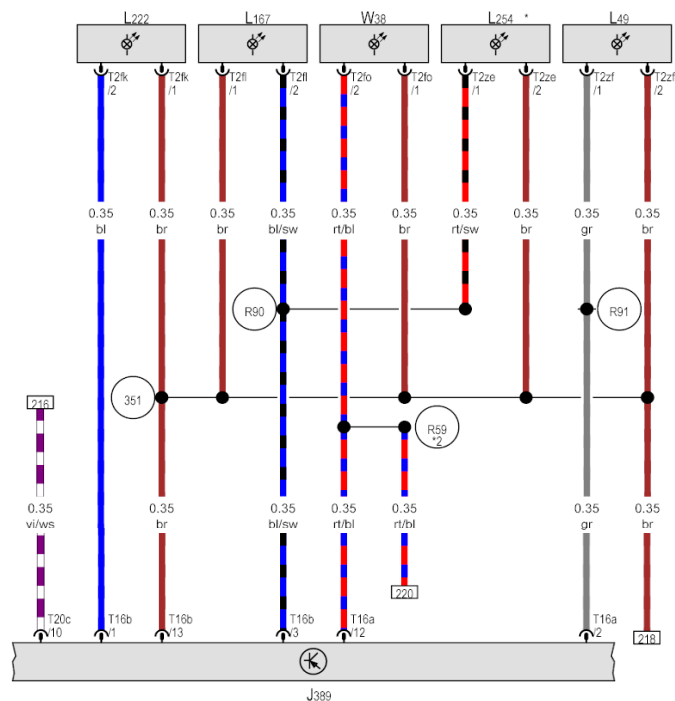 L222 L167 W38 L254 * L49
T2fk T2fk T2fl T2fl T2fo T2fo T2ze T2ze T2zf T2zf
/2 /1 /1 /2 /2 /1 /1 /2 /1 /2
0.35 0.35 0.35 0.35 0.35 0.35 0.35 0.35 0.35 0.35
bl br br bl/sw rt/bl br rt/sw br gr br
R90 R91
351
216
R59
*2
0.35 0.35 0.35 0.35 0.35 0.35 0.35
vi/ws br bl/sw rt/bl rt/bl gr br
220
T20c T16b T16b T16b T16a T16a
/10 /1 /13 /3 /12 /2
218
J389